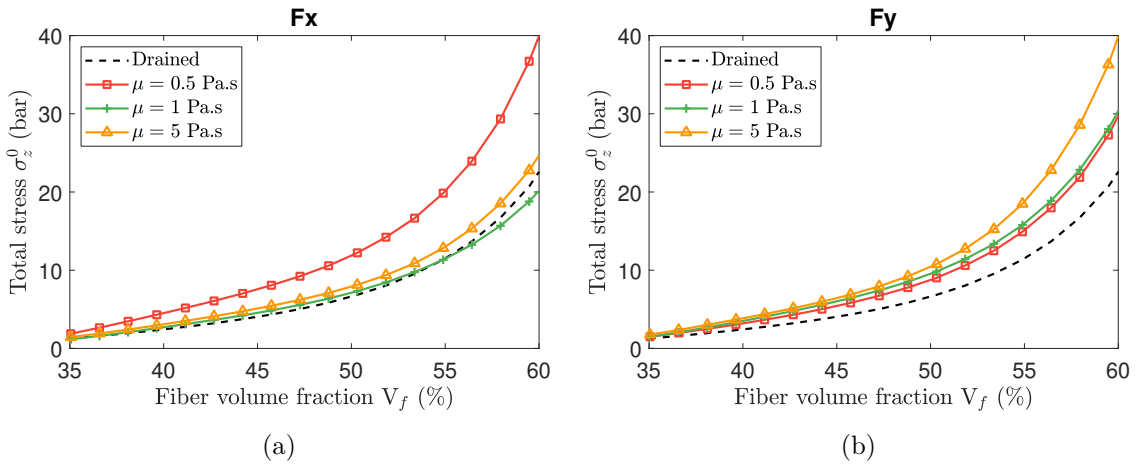 Fx
Total stress σ_z^0 (bar)
40
30
20
10
0
Drained
μ = 0.5 Pa.s
μ = 1 Pa.s
μ = 5 Pa.s
35 40 45 50 55 60
Fiber volume fraction V_f (%)
(a)
Fy
Total stress σ_z^0 (bar)
40
30
20
10
0
Drained
μ = 0.5 Pa.s
μ = 1 Pa.s
μ = 5 Pa.s
35 40 45 50 55 60
Fiber volume fraction V_f (%)
(b)